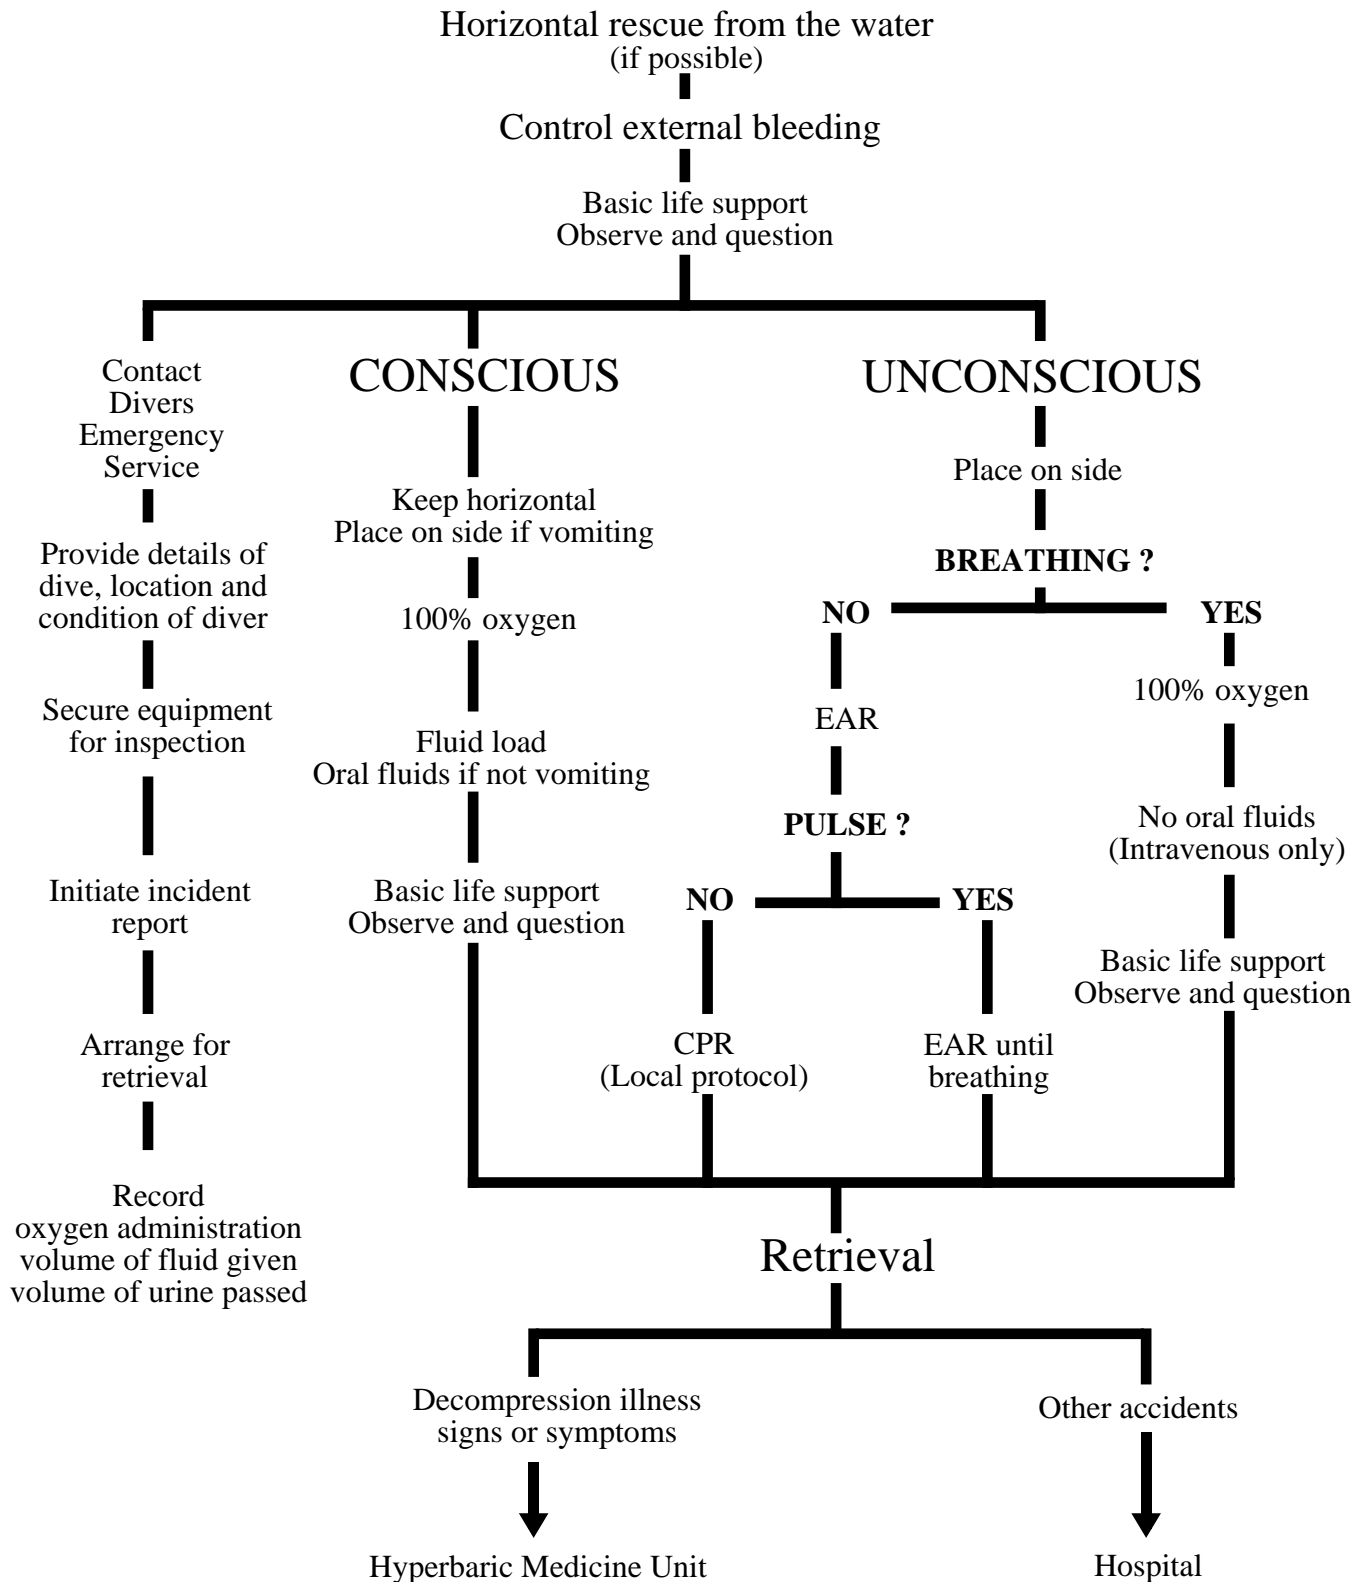 Horizontal rescue from the water
(if possible)
Control external bleeding
Basic life support
Observe and question
Contact
Divers
Emergency
Service
Provide details of
dive, location and
condition of diver
Secure equipment
for inspection
Initiate incident
report
Arrange for
retrieval
Record
oxygen administration
volume of fluid given
volume of urine passed
CONSCIOUS
Keep horizontal
Place on side if vomiting
100% oxygen
Fluid load
Oral fluids if not vomiting
Basic life support
Observe and question
UNCONSCIOUS
Place on side
BREATHING ?
NO
EAR
PULSE ?
NO
CPR
(Local protocol)
YES
EAR until
breathing
YES
100% oxygen
No oral fluids
(Intravenous only)
Basic life support
Observe and question
Retrieval
Decompression illness
signs or symptoms
Hyperbaric Medicine Unit
Other accidents
Hospital